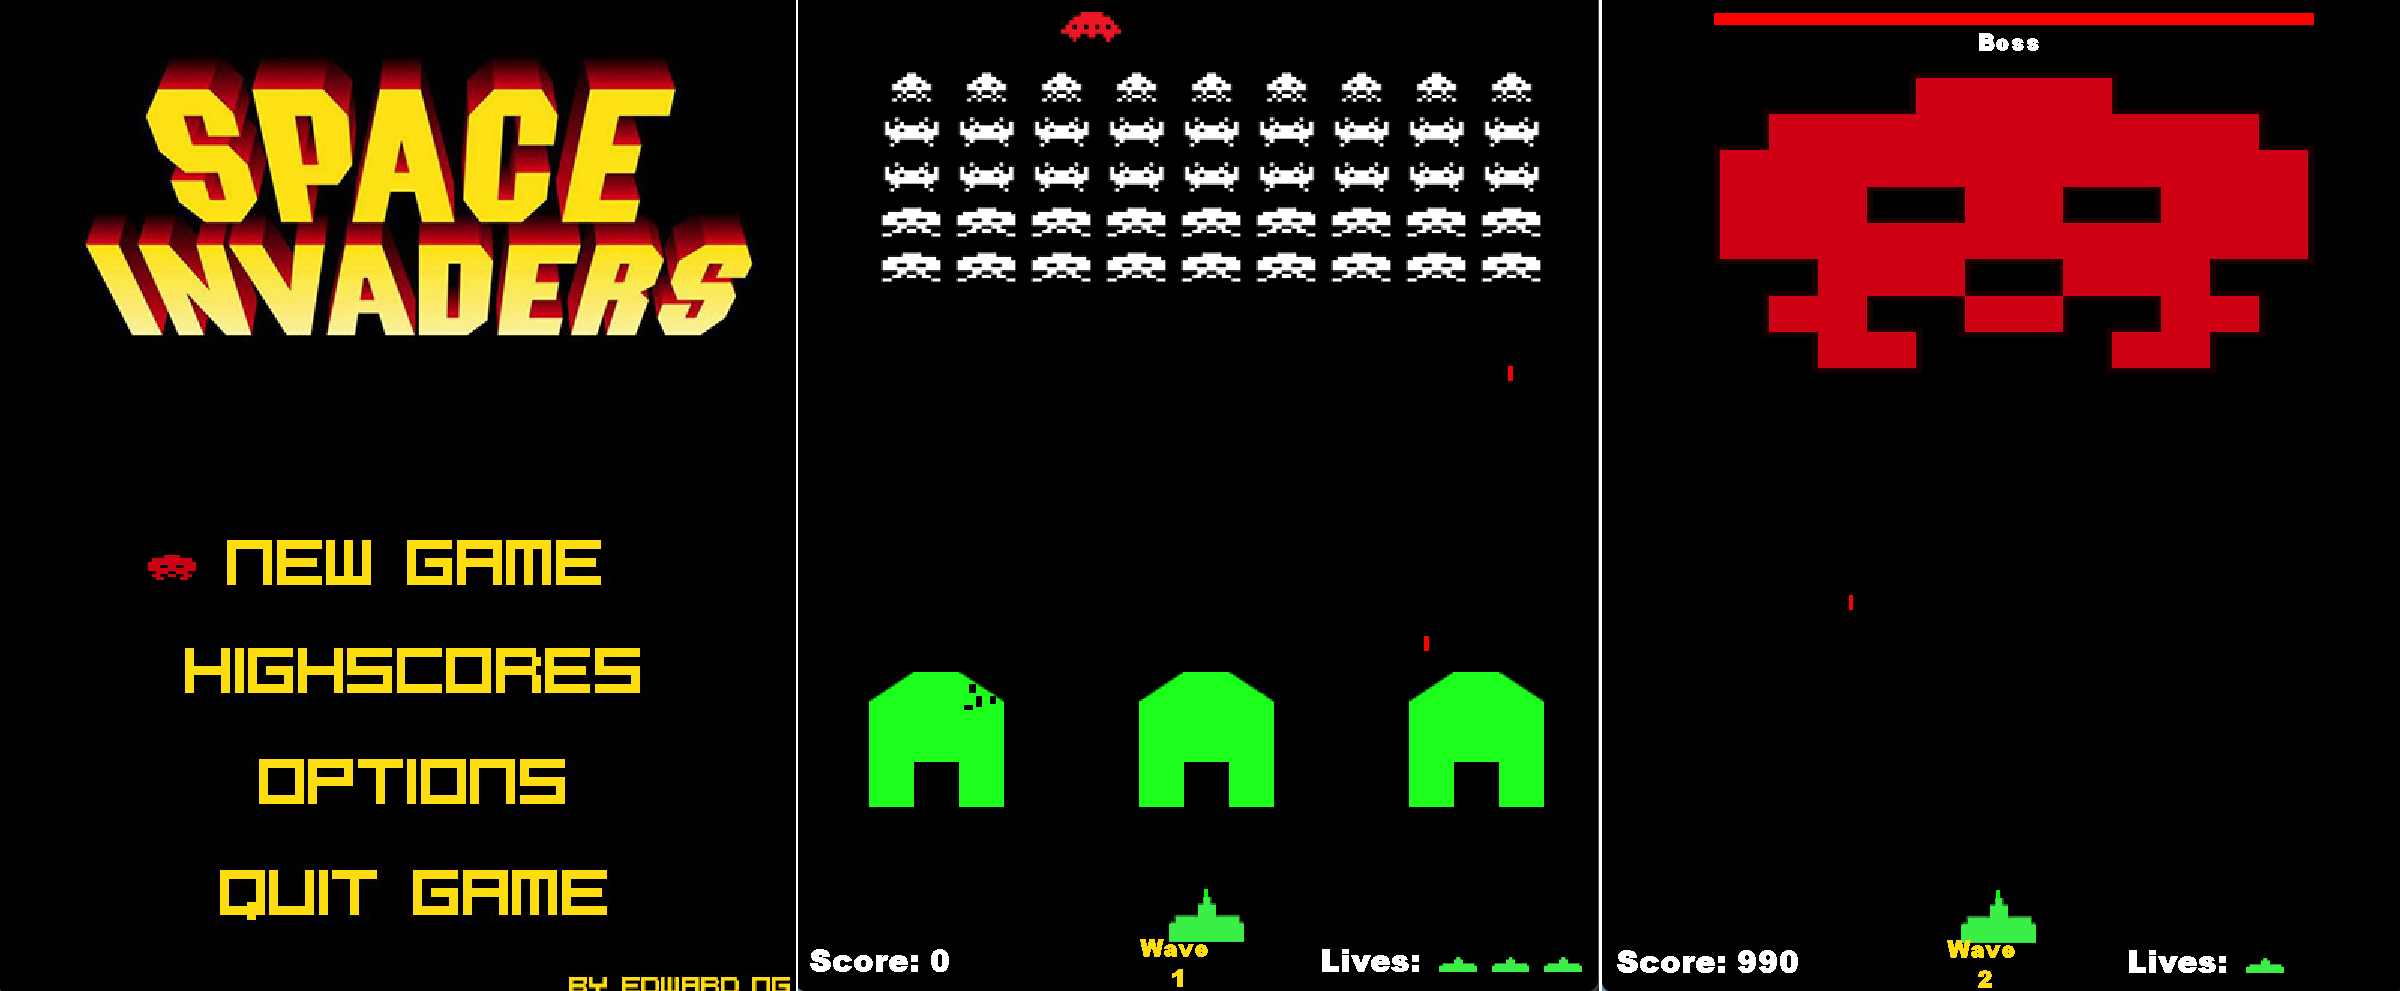 SPACE
INVADERS
NEW GAME
HIGHSCORES
OPTIONS
QUIT GAME
BY EDWARD NG
Score: 0
Wave
1
Lives:
Boss
Score: 990
Wave
2
Lives: